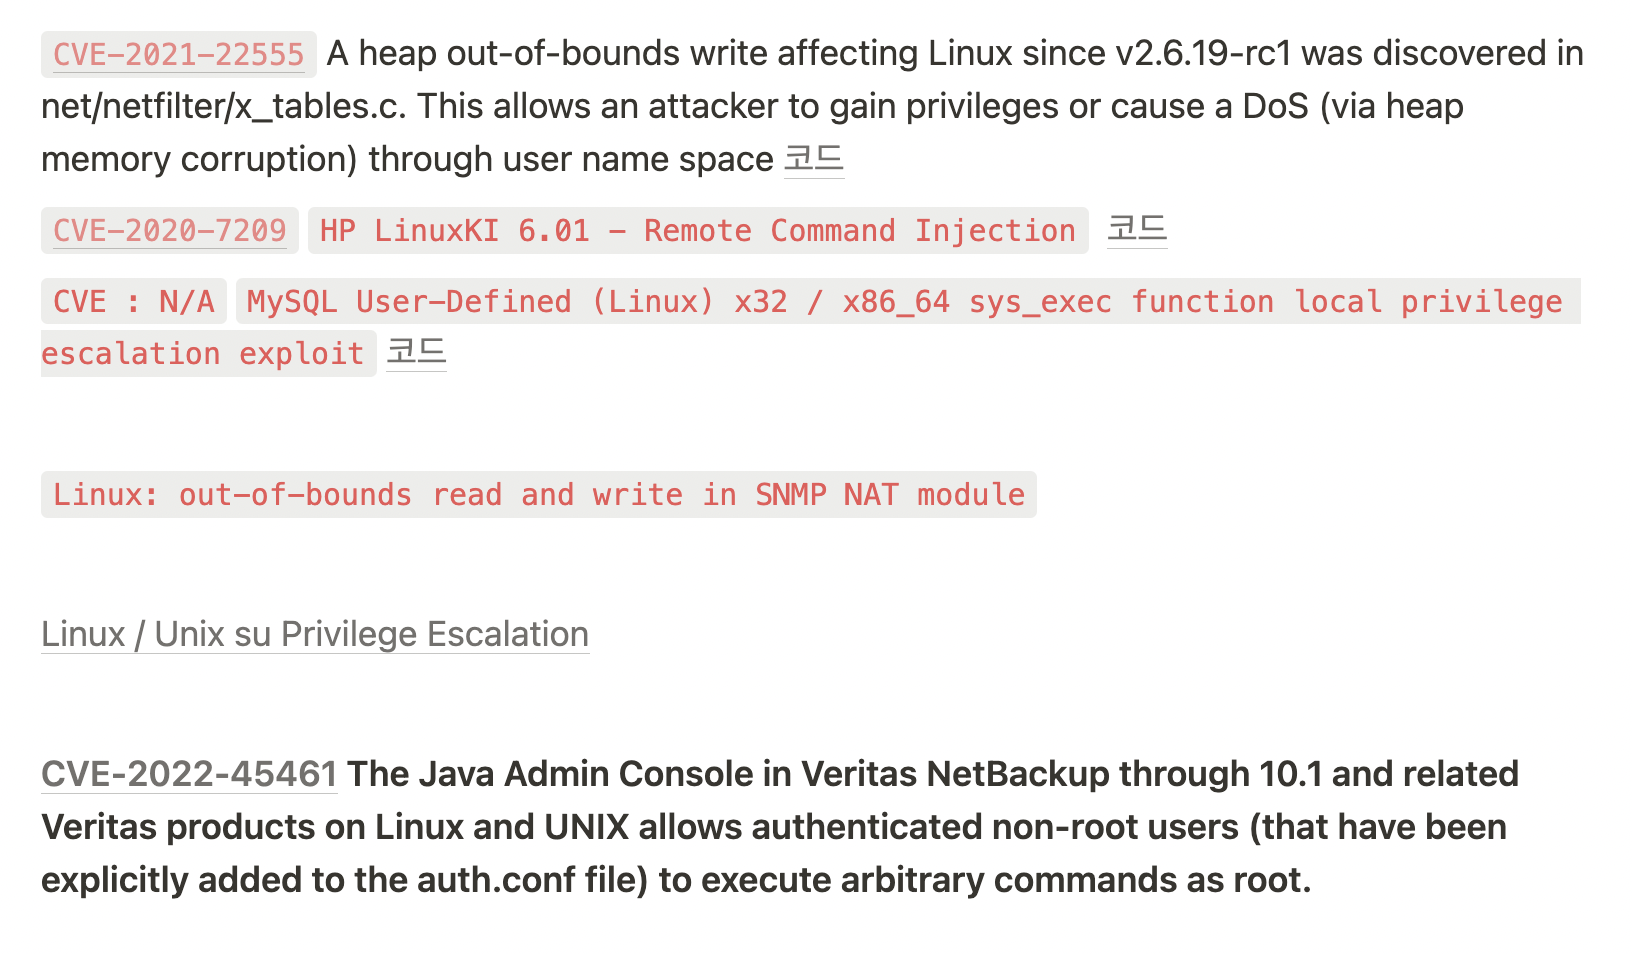 CVE-2021-22555 A heap out-of-bounds write affecting Linux since v2.6.19-rc1 was discovered in
net/netfilter/x_tables.c. This allows an attacker to gain privileges or cause a DoS (via heap
memory corruption) through user name space 코드
CVE-2020-7209 HP LinuxKI 6.01 - Remote Command Injection 코드
CVE : N/A MySQL User-Defined (Linux) x32 / x86_64 sys_exec function local privilege
escalation exploit 코드
Linux: out-of-bounds read and write in SNMP NAT module
Linux / Unix su Privilege Escalation
CVE-2022-45461 The Java Admin Console in Veritas NetBackup through 10.1 and related
Veritas products on Linux and UNIX allows authenticated non-root users (that have been
explicitly added to the auth.conf file) to execute arbitrary commands as root.